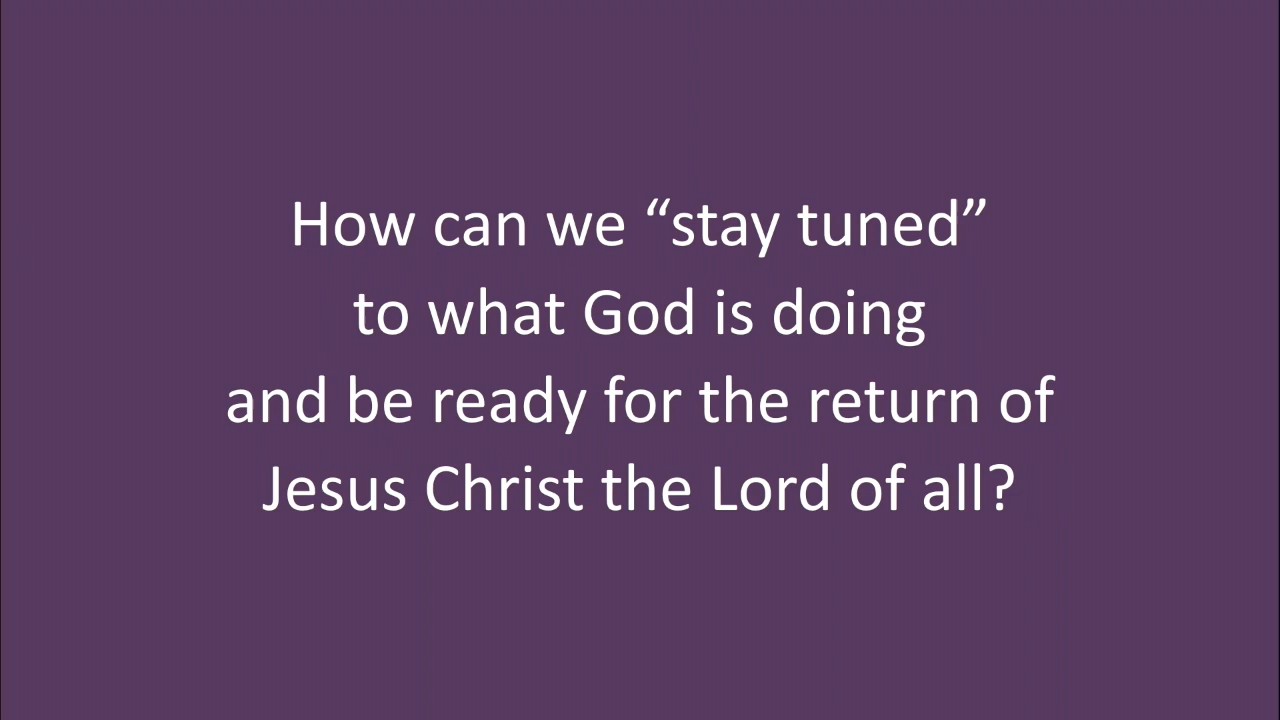 How can we “stay tuned”
to what God is doing
and be ready for the return of
Jesus Christ the Lord of all?